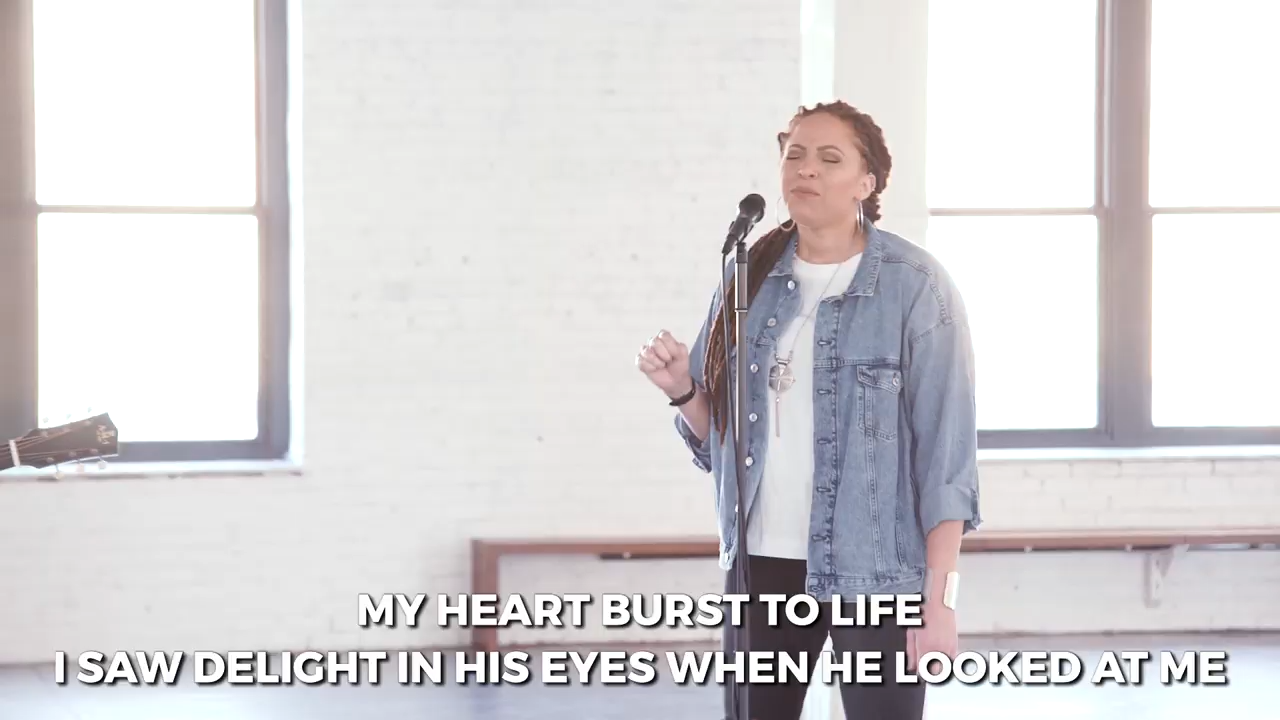 MY HEART BURST TO LIFE
I SAW DELIGHT IN HIS EYES WHEN HE LOOKED AT ME